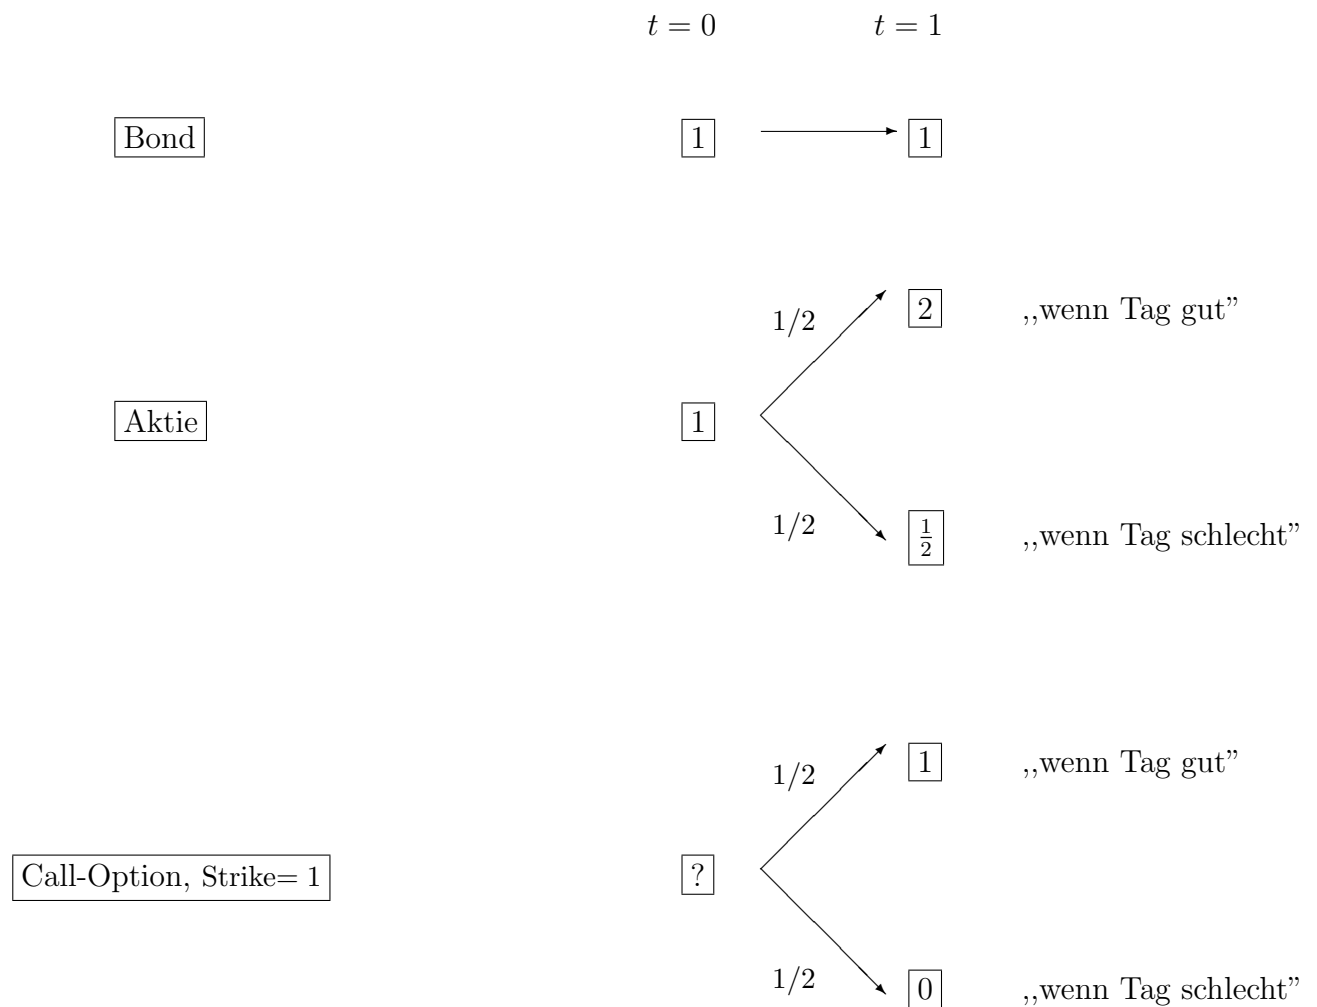 t = 0 t = 1
Bond 1 1
1/2 2 ,,wenn Tag gut”
Aktie 1
1/2 1/2 ,,wenn Tag schlecht”
1/2 1 ,,wenn Tag gut”
Call-Option, Strike= 1 ?
1/2 0 ,,wenn Tag schlecht”